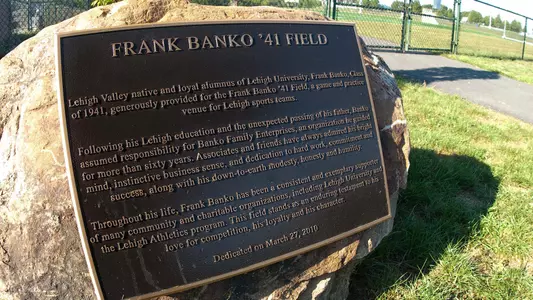 FRANK BANKO '41 FIELD
Lehigh Valley native and loyal alumnus of Lehigh University, Frank Banko, Class
of 1941, generously provided for the Frank Banko '41 Field, a game and practice
venue for Lehigh sports teams.
Following his Lehigh education and the unexpected passing of his Father, Banko
assumed responsibility for Banko Family Enterprises, an organization he guided
for more than sixty years. Associates and friends have always admired his bright
mind, instinctive business sense, and dedication to hard work, commitment and
success, along with his down-to-earth modesty, honesty and humility.
Throughout his life, Frank Banko has been a consistent and exemplary supporter
of many community and charitable organizations, including Lehigh University and
the Lehigh Athletics program. This field stands as an enduring testament to his
love for competition, his loyalty and his character.
Dedicated on March 27, 2010